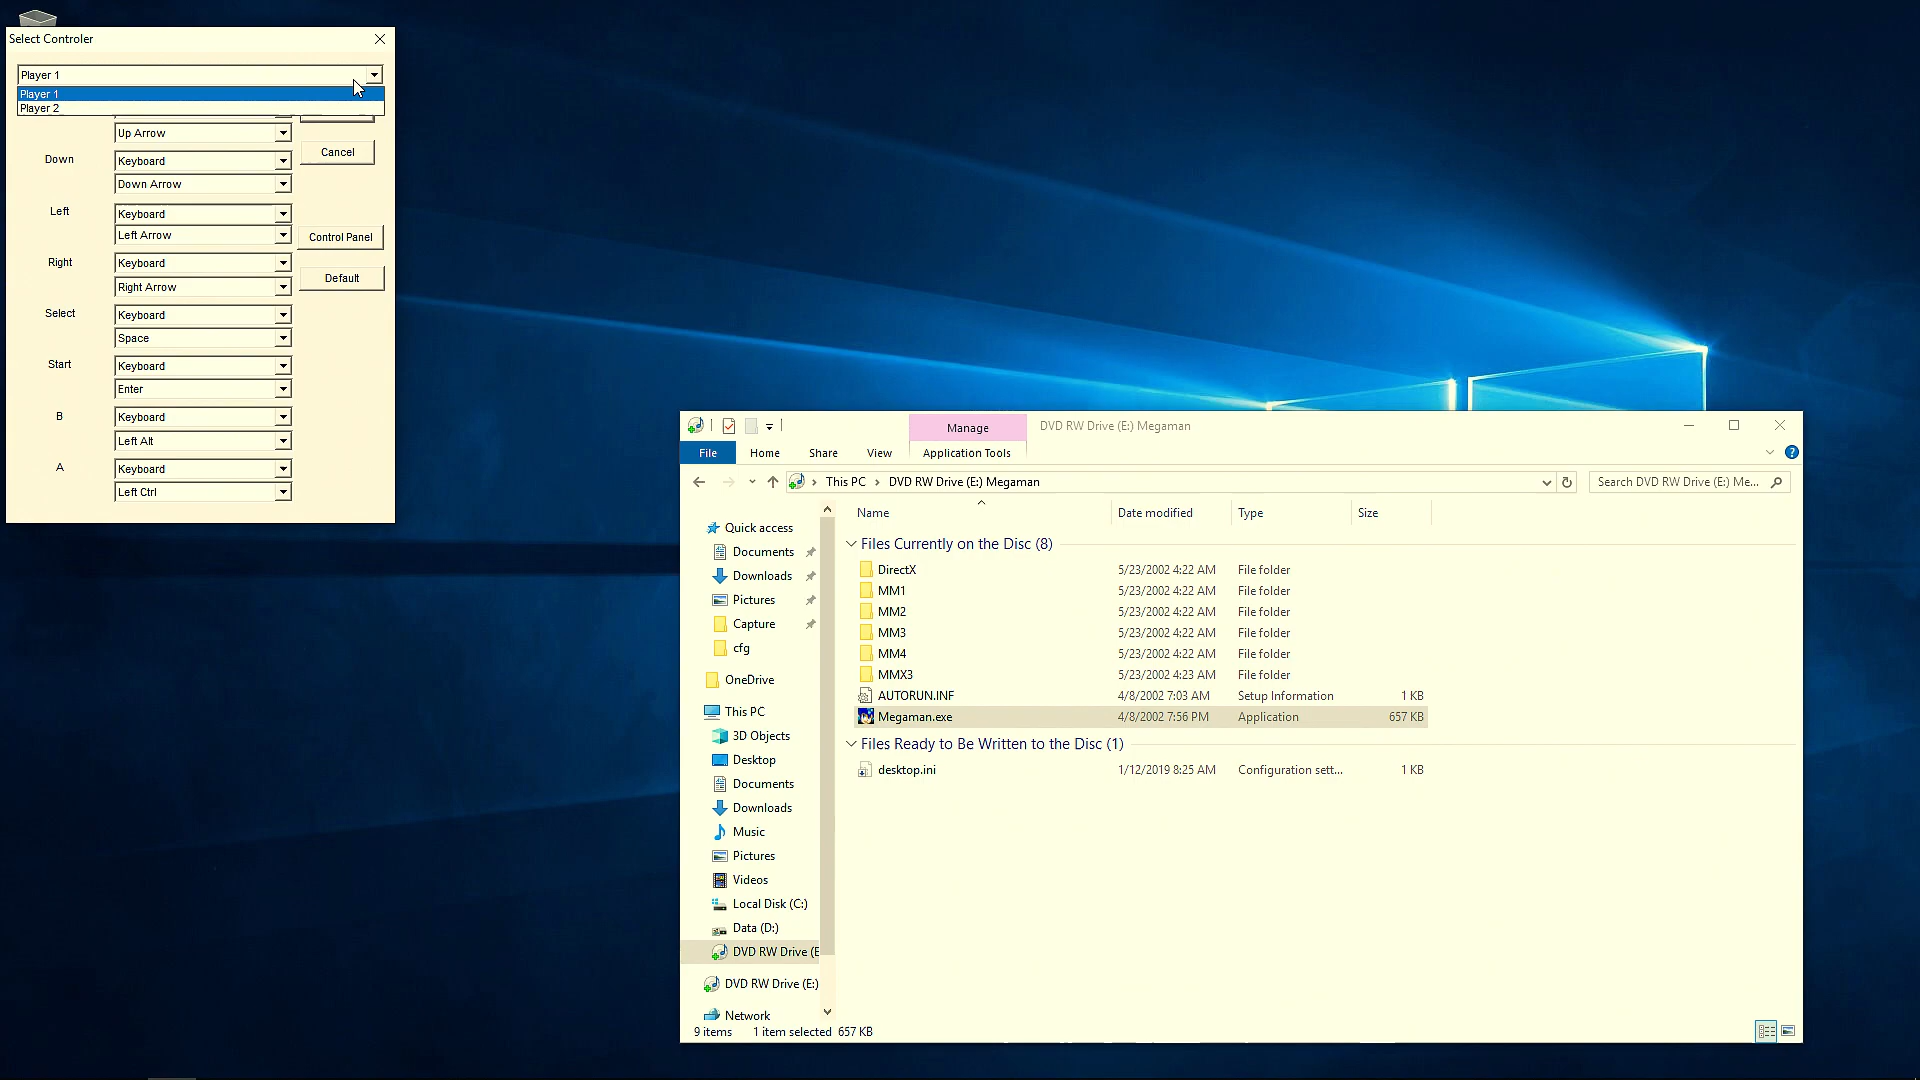 Select Controler
Player 1
Player 1
Player 2
Up Arrow
Down
Keyboard
Down Arrow
Cancel
Left
Keyboard
Left Arrow
Control Panel
Right
Keyboard
Right Arrow
Default
Select
Keyboard
Space
Start
Keyboard
Enter
B
Keyboard
Left Alt
A
Keyboard
Left Ctrl
Manage
DVD RW Drive (E:) Megaman
File
Home
Share
View
Application Tools
This PC
DVD RW Drive (E:) Megaman
Search DVD RW Drive (E:) Me...
Quick access
Documents
Downloads
Pictures
Capture
cfg
OneDrive
This PC
3D Objects
Desktop
Documents
Downloads
Music
Pictures
Videos
Local Disk (C:)
Data (D:)
DVD RW Drive (E
DVD RW Drive (E:)
Network
Name Date modified Type Size
Files Currently on the Disc (8)
DirectX 5/23/2002 4:22 AM File folder
MM1 5/23/2002 4:22 AM File folder
MM2 5/23/2002 4:22 AM File folder
MM3 5/23/2002 4:22 AM File folder
MM4 5/23/2002 4:22 AM File folder
MMX3 5/23/2002 4:23 AM File folder
AUTORUN.INF 4/8/2002 7:03 AM Setup Information 1 KB
Megaman.exe 4/8/2002 7:56 PM Application 657 KB
Files Ready to Be Written to the Disc (1)
desktop.ini 1/12/2019 8:25 AM Configuration sett... 1 KB
9 items 1 item selected 657 KB